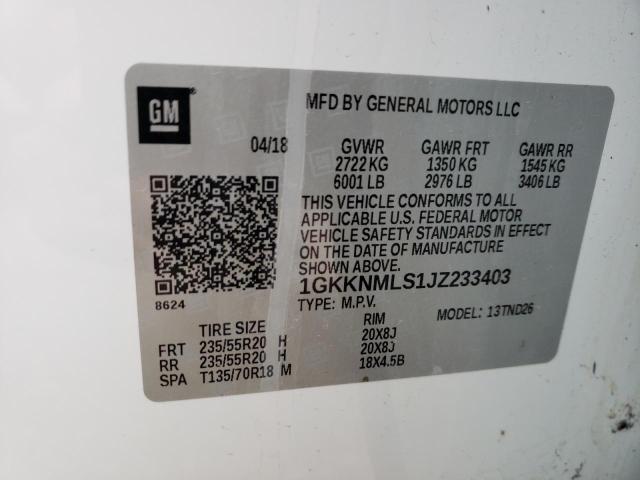 GM
MFD BY GENERAL MOTORS LLC
04/18 GVWR GAWR FRT GAWR RR
2722 KG 1350 KG 1545 KG
6001 LB 2976 LB 3406 LB
THIS VEHICLE CONFORMS TO ALL
APPLICABLE U.S. FEDERAL MOTOR
VEHICLE SAFETY STANDARDS IN EFFECT
ON THE DATE OF MANUFACTURE
SHOWN ABOVE.
1GKKNMLS1JZ233403
8624
TYPE: M.P.V. MODEL: 13TND26
TIRE SIZE RIM
FRT 235/55R20 H 20X8J
RR 235/55R20 H 20X8J
SPA T135/70R18 M 18X4.5B